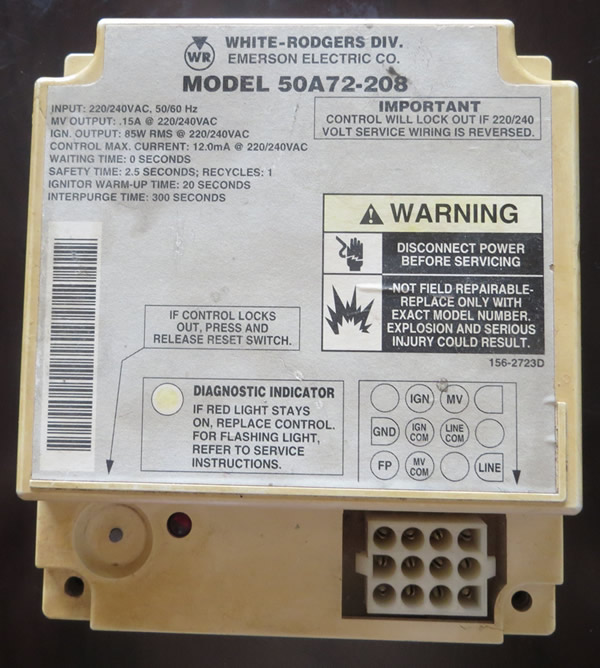 WHITE-RODGERS DIV.
WR
EMERSON ELECTRIC CO.
MODEL 50A72-208
INPUT: 220/240VAC, 50/60 Hz
MV OUTPUT: .15A @ 220/240VAC
IGN. OUTPUT: 85W RMS @ 220/240VAC
CONTROL MAX. CURRENT: 12.0mA @ 220/240VAC
WAITING TIME: 0 SECONDS
SAFETY TIME: 2.5 SECONDS; RECYCLES: 1
IGNITOR WARM-UP TIME: 20 SECONDS
INTERPURGE TIME: 300 SECONDS
IMPORTANT
CONTROL WILL LOCK OUT IF 220/240
VOLT SERVICE WIRING IS REVERSED.
WARNING
DISCONNECT POWER
BEFORE SERVICING
NOT FIELD REPAIRABLE-
REPLACE ONLY WITH
EXACT MODEL NUMBER.
EXPLOSION AND SERIOUS
INJURY COULD RESULT.
156-2723D
IF CONTROL LOCKS
OUT, PRESS AND
RELEASE RESET SWITCH.
DIAGNOSTIC INDICATOR
IF RED LIGHT STAYS
ON, REPLACE CONTROL.
FOR FLASHING LIGHT,
REFER TO SERVICE
INSTRUCTIONS.
IGN MV
GND IGN COM LINE COM
FP MV COM LINE